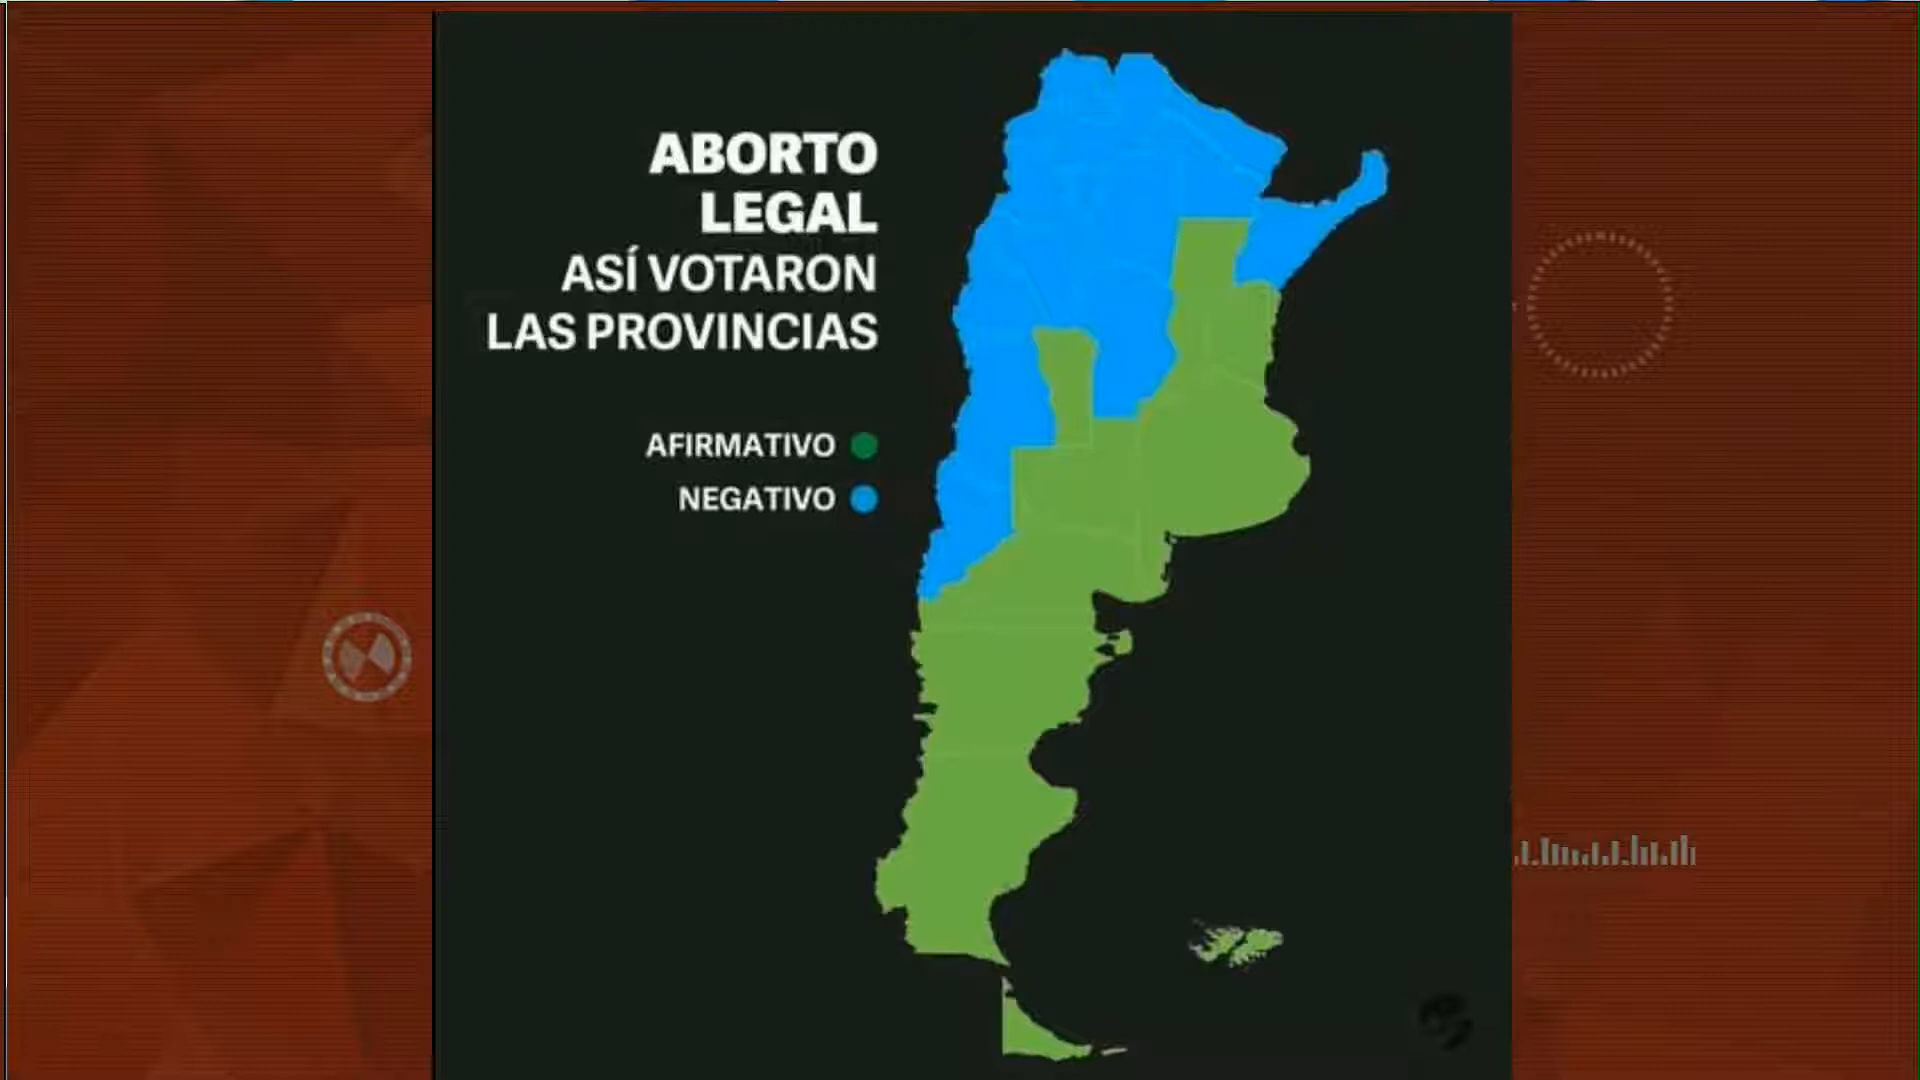 ABORTO
LEGAL
ASÍ VOTARON
LAS PROVINCIAS
AFIRMATIVO
NEGATIVO